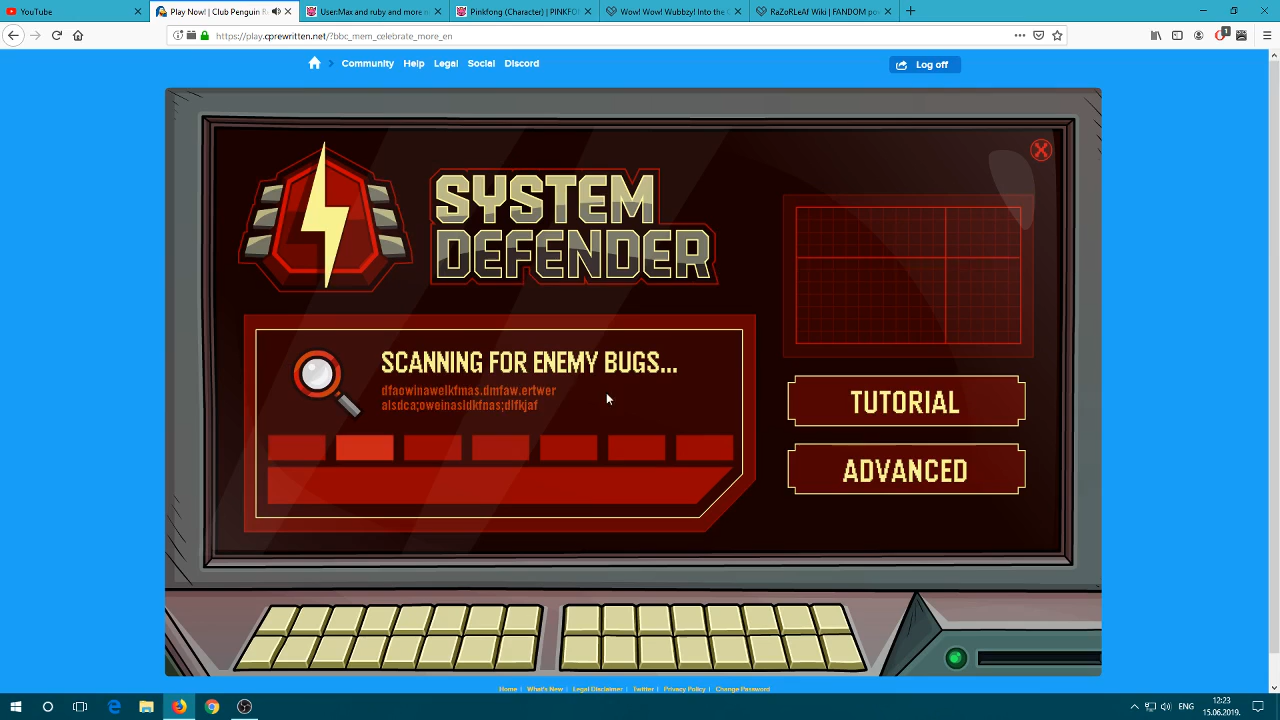 YouTube
Play Now! | Club Penguin R
User:Max and ruby and more n
Pinkfong (Character) | PINKFO
Wow! Wow! Wubbzy! Into the
RaZoRLeAf Wiki | FANDOM po
https://play.cprewritten.net/?bbc_mem_celebrate_more_en
1
Community Help Legal Social Discord
Log off
SYSTEM
DEFENDER
SCANNING FOR ENEMY BUGS...
dfaowinawelkfmas.dmfaw.ertwer
alsdca;oweinasldkfnas;dlfkjaf
TUTORIAL
ADVANCED
Home | What's New | Legal Disclaimer | Twitter | Privacy Policy | Change Password
ENG
12:23
15.06.2019.